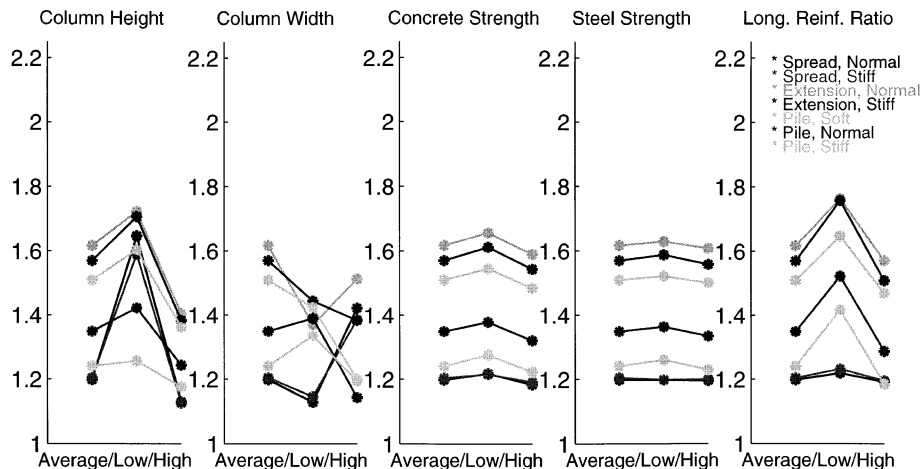 Column Height
Column Width
Concrete Strength
Steel Strength
Long. Reinf. Ratio
2.2
2
1.8
1.6
1.4
1.2
1
Average/Low/High
2.2
2
1.8
1.6
1.4
1.2
1
Average/Low/High
2.2
2
1.8
1.6
1.4
1.2
1
Average/Low/High
2.2
2
1.8
1.6
1.4
1.2
1
Average/Low/High
2.2
2
1.8
1.6
1.4
1.2
1
Average/Low/High
* Spread, Normal
* Spread, Stiff
* Extension, Normal
* Extension, Stiff
* Pile, Soft
* Pile, Normal
* Pile, Stiff